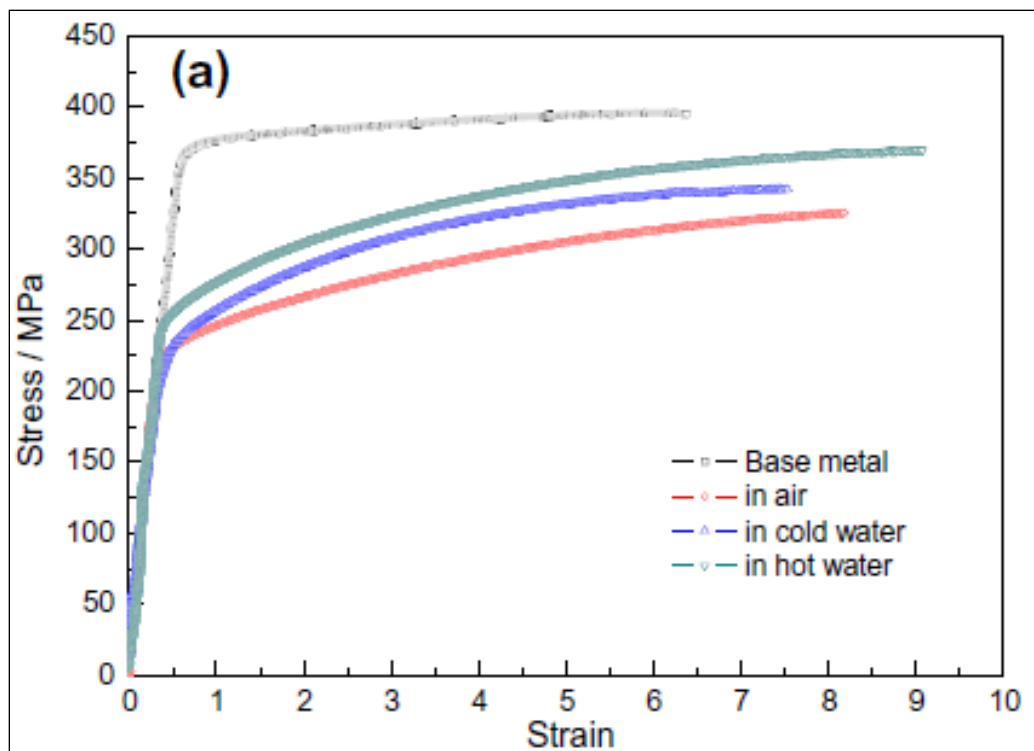 (a)
450
400
350
300
250
200
150
100
50
0
Stress / MPa
Base metal
in air
in cold water
in hot water
0 1 2 3 4 5 6 7 8 9 10
Strain